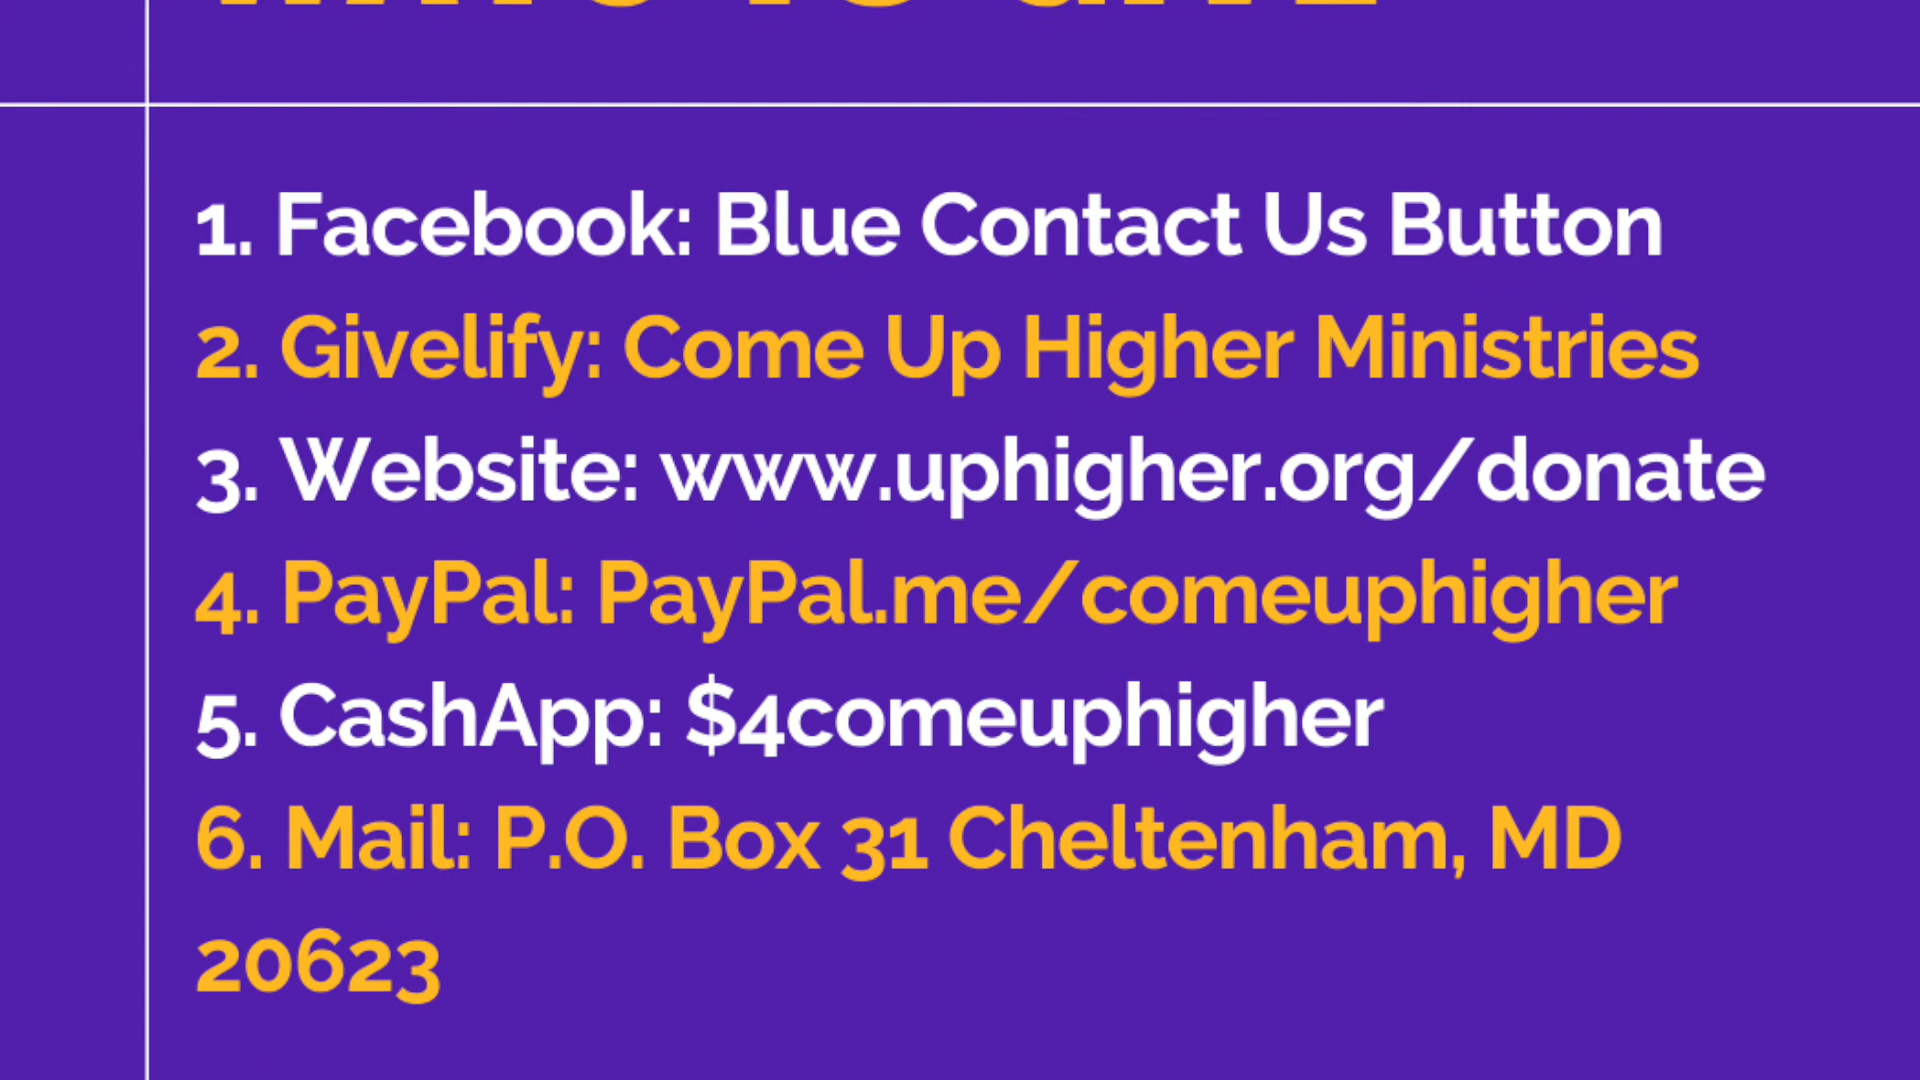 1. Facebook: Blue Contact Us Button
2. Givelify: Come Up Higher Ministries
3. Website: www.uphigher.org/donate
4. PayPal: PayPal.me/comeuphigher
5. CashApp: $4comeuphigher
6. Mail: P.O. Box 31 Cheltenham, MD
20623